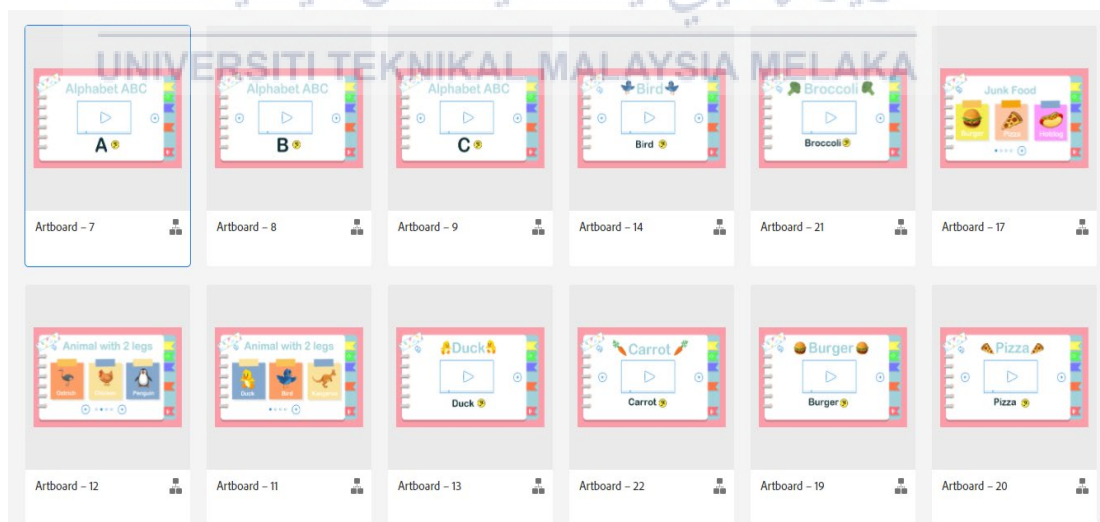 UNIVERSITI TEKNIKAL MALAYSIA MELAKA
Alphabet ABC
A
Artboard – 7
Alphabet ABC
B
Artboard – 8
Alphabet ABC
C
Artboard – 9
Bird
Bird
Artboard – 14
Broccoli
Broccoli
Artboard – 21
Junk Food
Burger Pizza Hotdog
Artboard – 17
Animal with 2 legs
Ostrich Chicken Penguin
Artboard – 12
Animal with 2 legs
Duck Bird Kangaroo
Artboard – 11
Duck
Duck
Artboard – 13
Carrot
Carrot
Artboard – 22
Burger
Burger
Artboard – 19
Pizza
Pizza
Artboard – 20